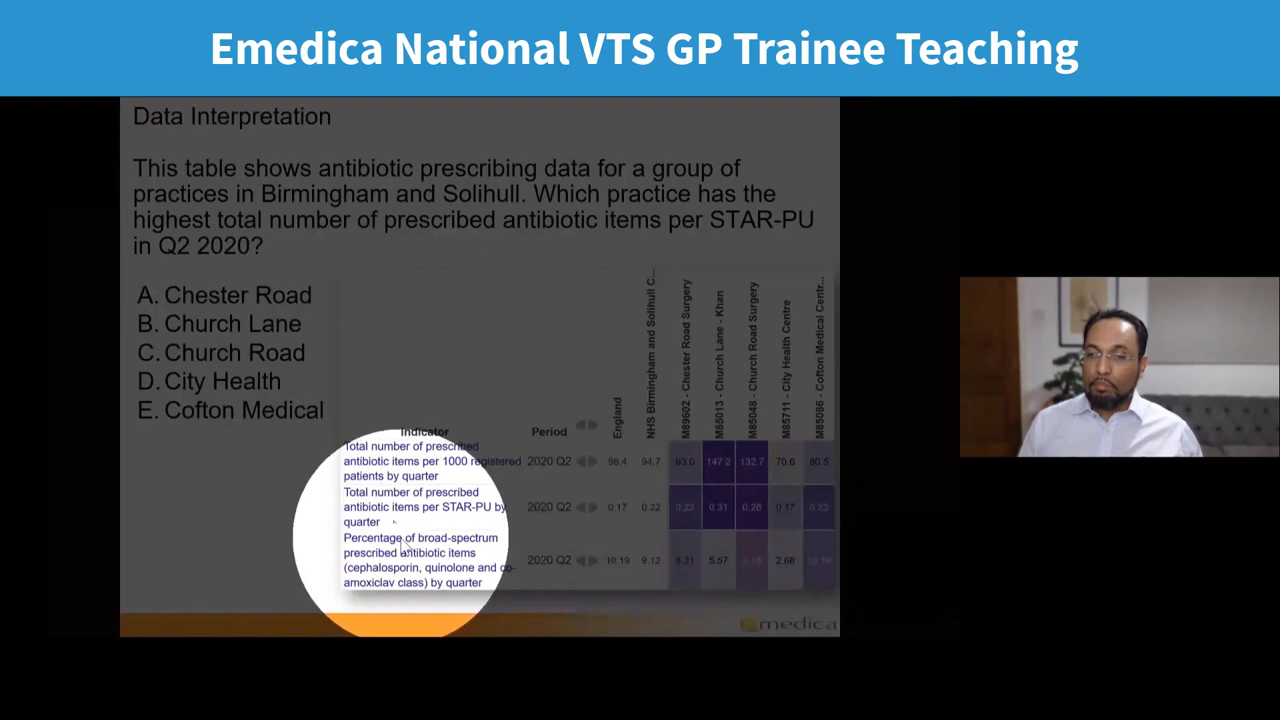 Emedica National VTS GP Trainee Teaching
Data Interpretation
This table shows antibiotic prescribing data for a group of
practices in Birmingham and Solihull. Which practice has the
highest total number of prescribed antibiotic items per STAR-PU
in Q2 2020?
A. Chester Road
B. Church Lane
C. Church Road
D. City Health
E. Cofton Medical
Indicator
Period
England
NHS Birmingham and Solihull C...
M89602 - Chester Road Surgery
M85013 - Church Lane - Khan
M85048 - Church Road Surgery
M85711 - City Health Centre
M85086 - Cofton Medical Centr...
Total number of prescribed
antibiotic items per 1000 registered
patients by quarter
2020 Q2 98.4 94.7 93.0 147.2 132.7 70.6 80.5
Total number of prescribed
antibiotic items per STAR-PU by
quarter
2020 Q2 0.17 0.22 0.22 0.31 0.28 0.17 0.23
Percentage of broad-spectrum
prescribed antibiotic items
(cephalosporin, quinolone and co-
amoxiclav class) by quarter
2020 Q2 10.19 9.12 8.31 5.57 2.68
medica